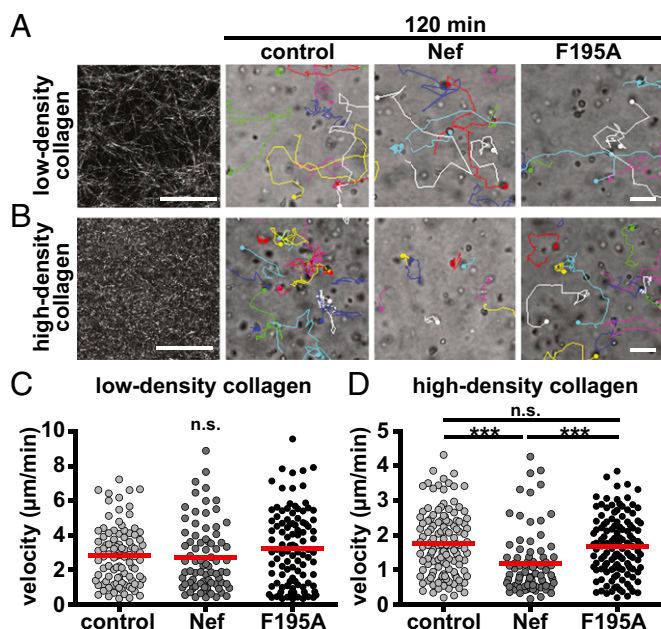 A
120 min
control Nef F195A
low-density
collagen
B
high-density
collagen
C low-density collagen
D high-density collagen
n.s.
n.s.
*** ***
velocity (µm/min)
10
8
6
4
2
0
control Nef F195A
velocity (µm/min)
5
4
3
2
1
0
control Nef F195A